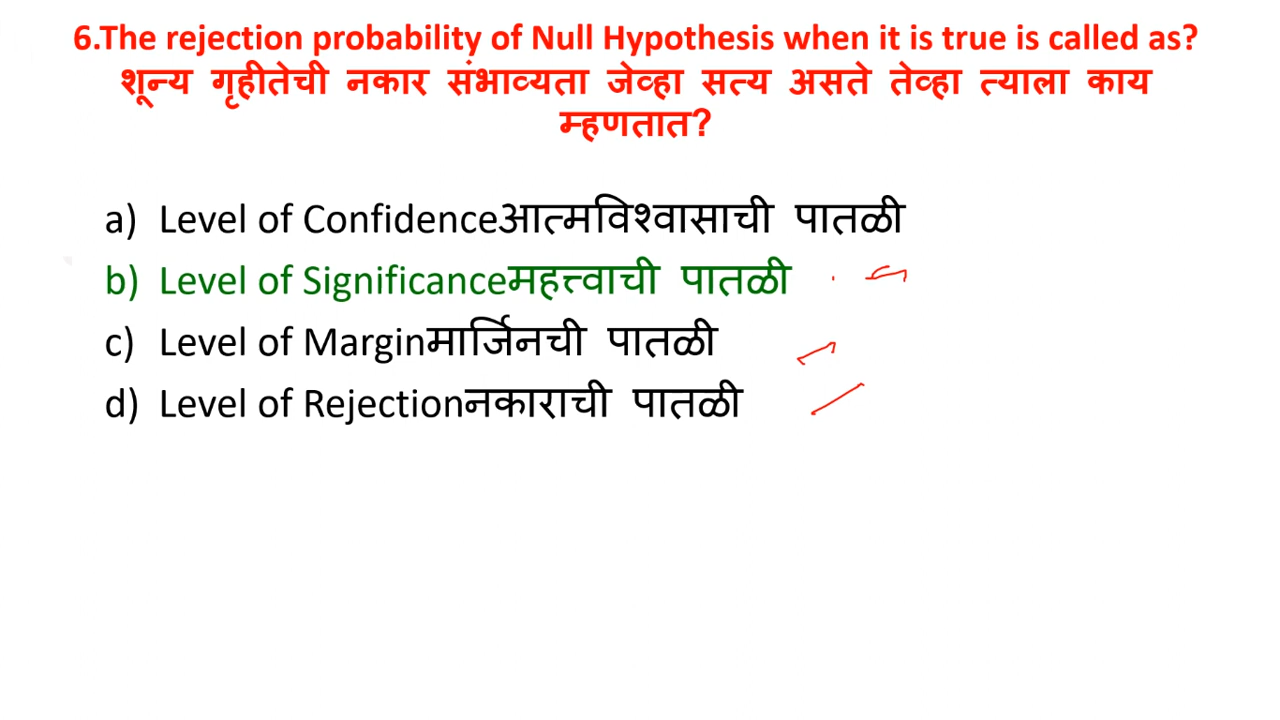 6.The rejection probability of Null Hypothesis when it is true is called as?
शून्य गृहीतेची नकार संभाव्यता जेव्हा सत्य असते तेव्हा त्याला काय
म्हणतात?
a) Level of Confidenceआत्मविश्वासाची पातळी
b) Level of Significanceमहत्त्वाची पातळी
c) Level of Marginमार्जिनची पातळी
d) Level of Rejectionनकाराची पातळी